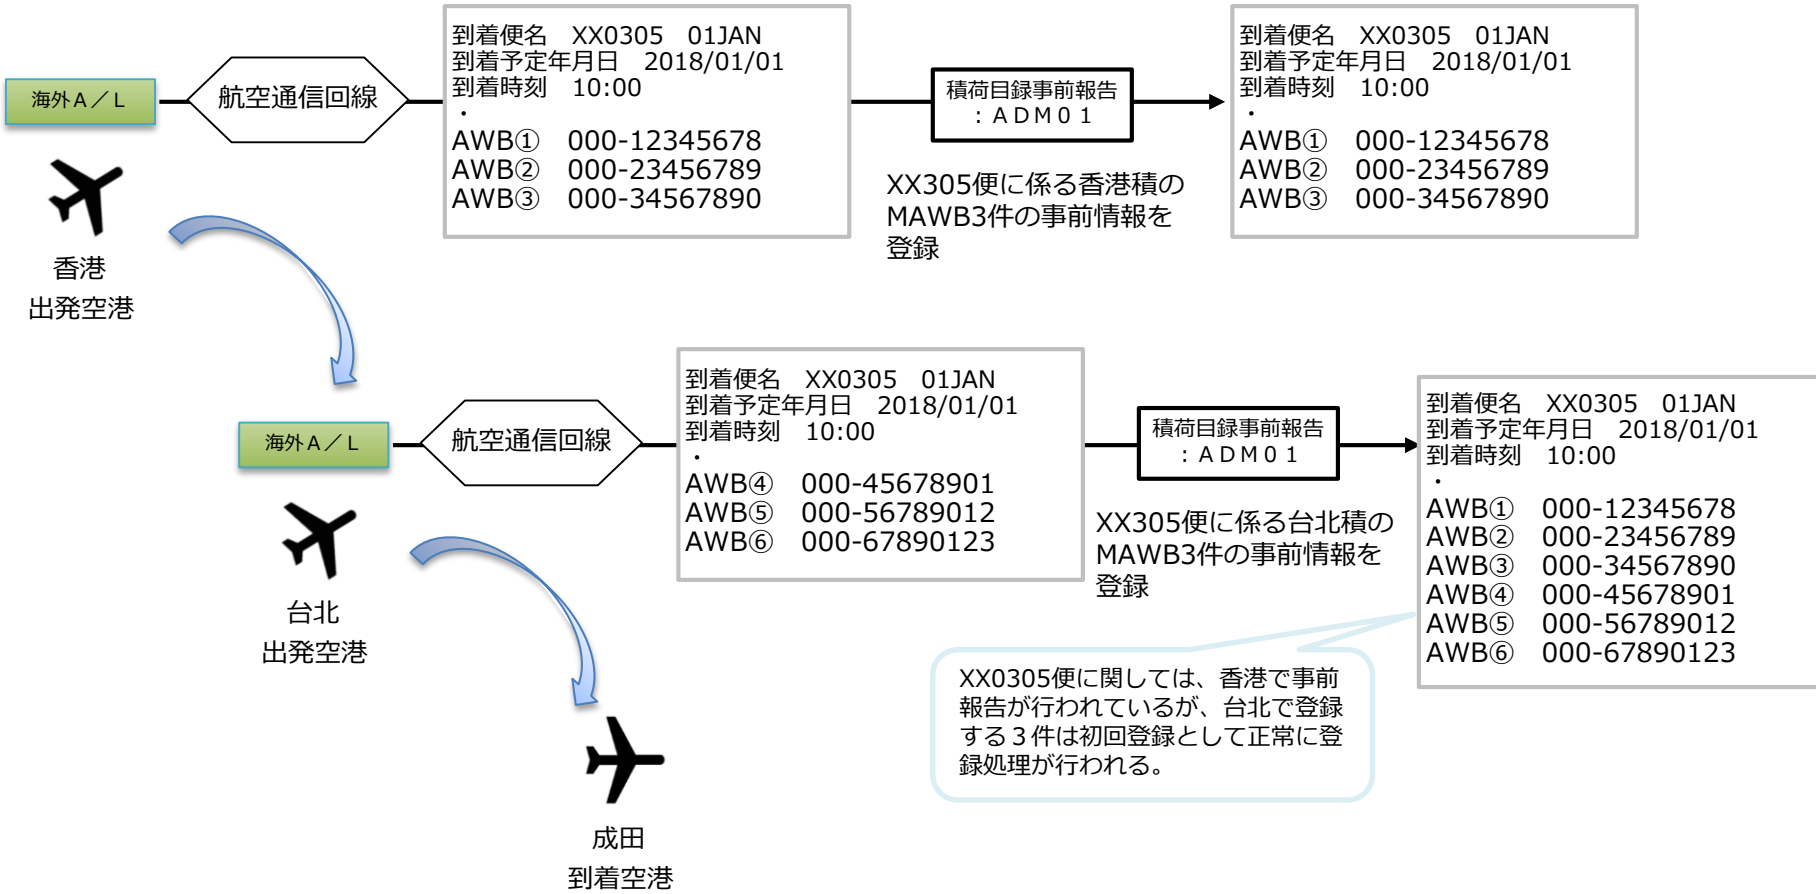 海外A／L
航空通信回線
到着便名　XX0305　01JAN
到着予定年月日　2018/01/01
到着時刻　10:00
・
AWB①　000-12345678
AWB②　000-23456789
AWB③　000-34567890
積荷目録事前報告
：ＡＤＭ０１
XX305便に係る香港積の
MAWB3件の事前情報を
登録
到着便名　XX0305　01JAN
到着予定年月日　2018/01/01
到着時刻　10:00
・
AWB①　000-12345678
AWB②　000-23456789
AWB③　000-34567890
香港
出発空港
海外A／L
航空通信回線
到着便名　XX0305　01JAN
到着予定年月日　2018/01/01
到着時刻　10:00
・
AWB④　000-45678901
AWB⑤　000-56789012
AWB⑥　000-67890123
積荷目録事前報告
：ＡＤＭ０１
XX305便に係る台北積の
MAWB3件の事前情報を
登録
到着便名　XX0305　01JAN
到着予定年月日　2018/01/01
到着時刻　10:00
・
AWB①　000-12345678
AWB②　000-23456789
AWB③　000-34567890
AWB④　000-45678901
AWB⑤　000-56789012
AWB⑥　000-67890123
台北
出発空港
XX0305便に関しては、香港で事前
報告が行われているが、台北で登録
する３件は初回登録として正常に登
録処理が行われる。
成田
到着空港